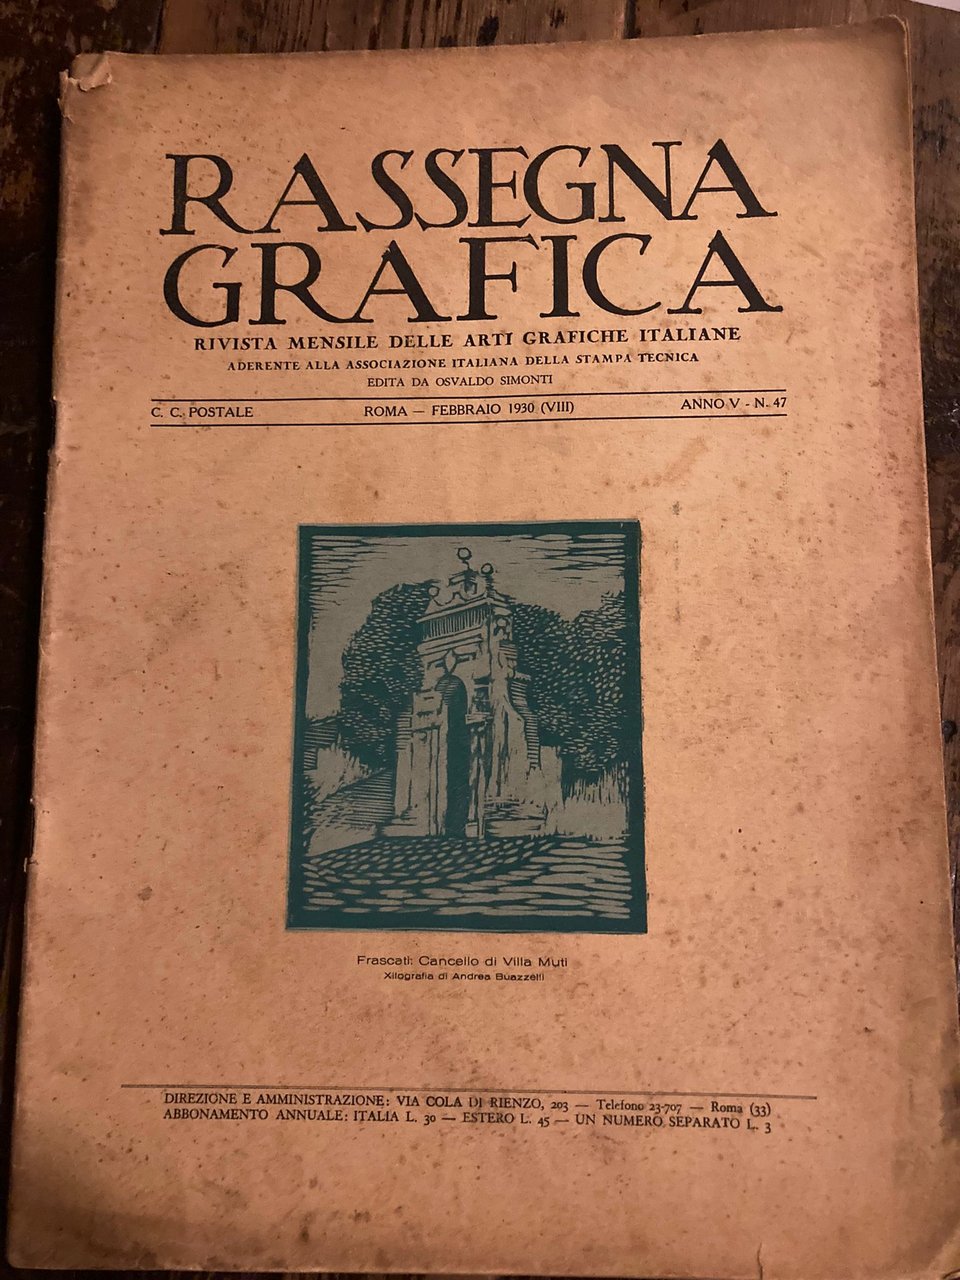 RASSEGNA
GRAFICA
RIVISTA MENSILE DELLE ARTI GRAFICHE ITALIANE
ADERENTE ALLA ASSOCIAZIONE ITALIANA DELLA STAMPA TECNICA
EDITA DA OSVALDO SIMONTI
C. C. POSTALE ROMA — FEBBRAIO 1930 (VIII) ANNO V - N. 47
Frascati: Cancello di Villa Muti
Xilografia di Andrea Buazzelli
DIREZIONE E AMMINISTRAZIONE: VIA COLA DI RIENZO, 203 — Telefono 23-707 — Roma (33)
ABBONAMENTO ANNUALE: ITALIA L. 30 — ESTERO L. 45 — UN NUMERO SEPARATO L. 3